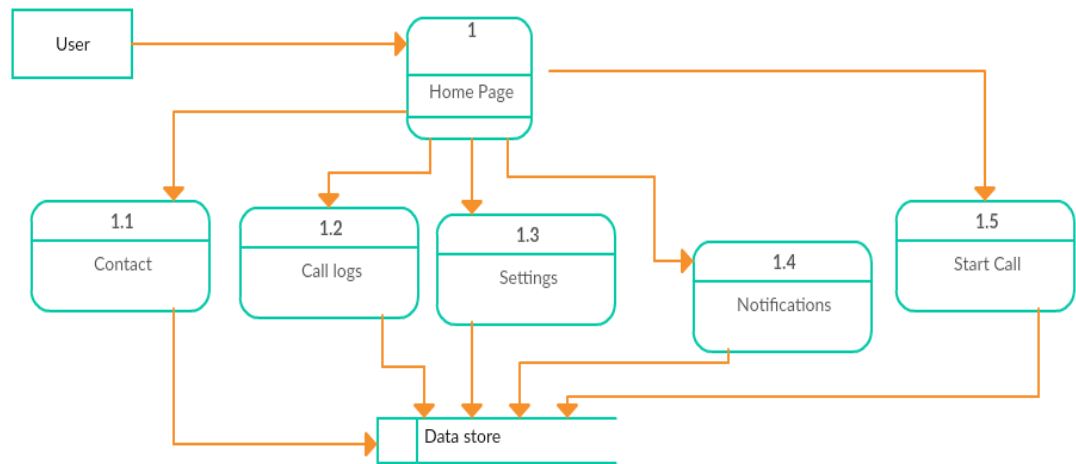 User
1
Home Page
1.1
Contact
1.2
Call logs
1.3
Settings
1.4
Notifications
1.5
Start Call
Data store